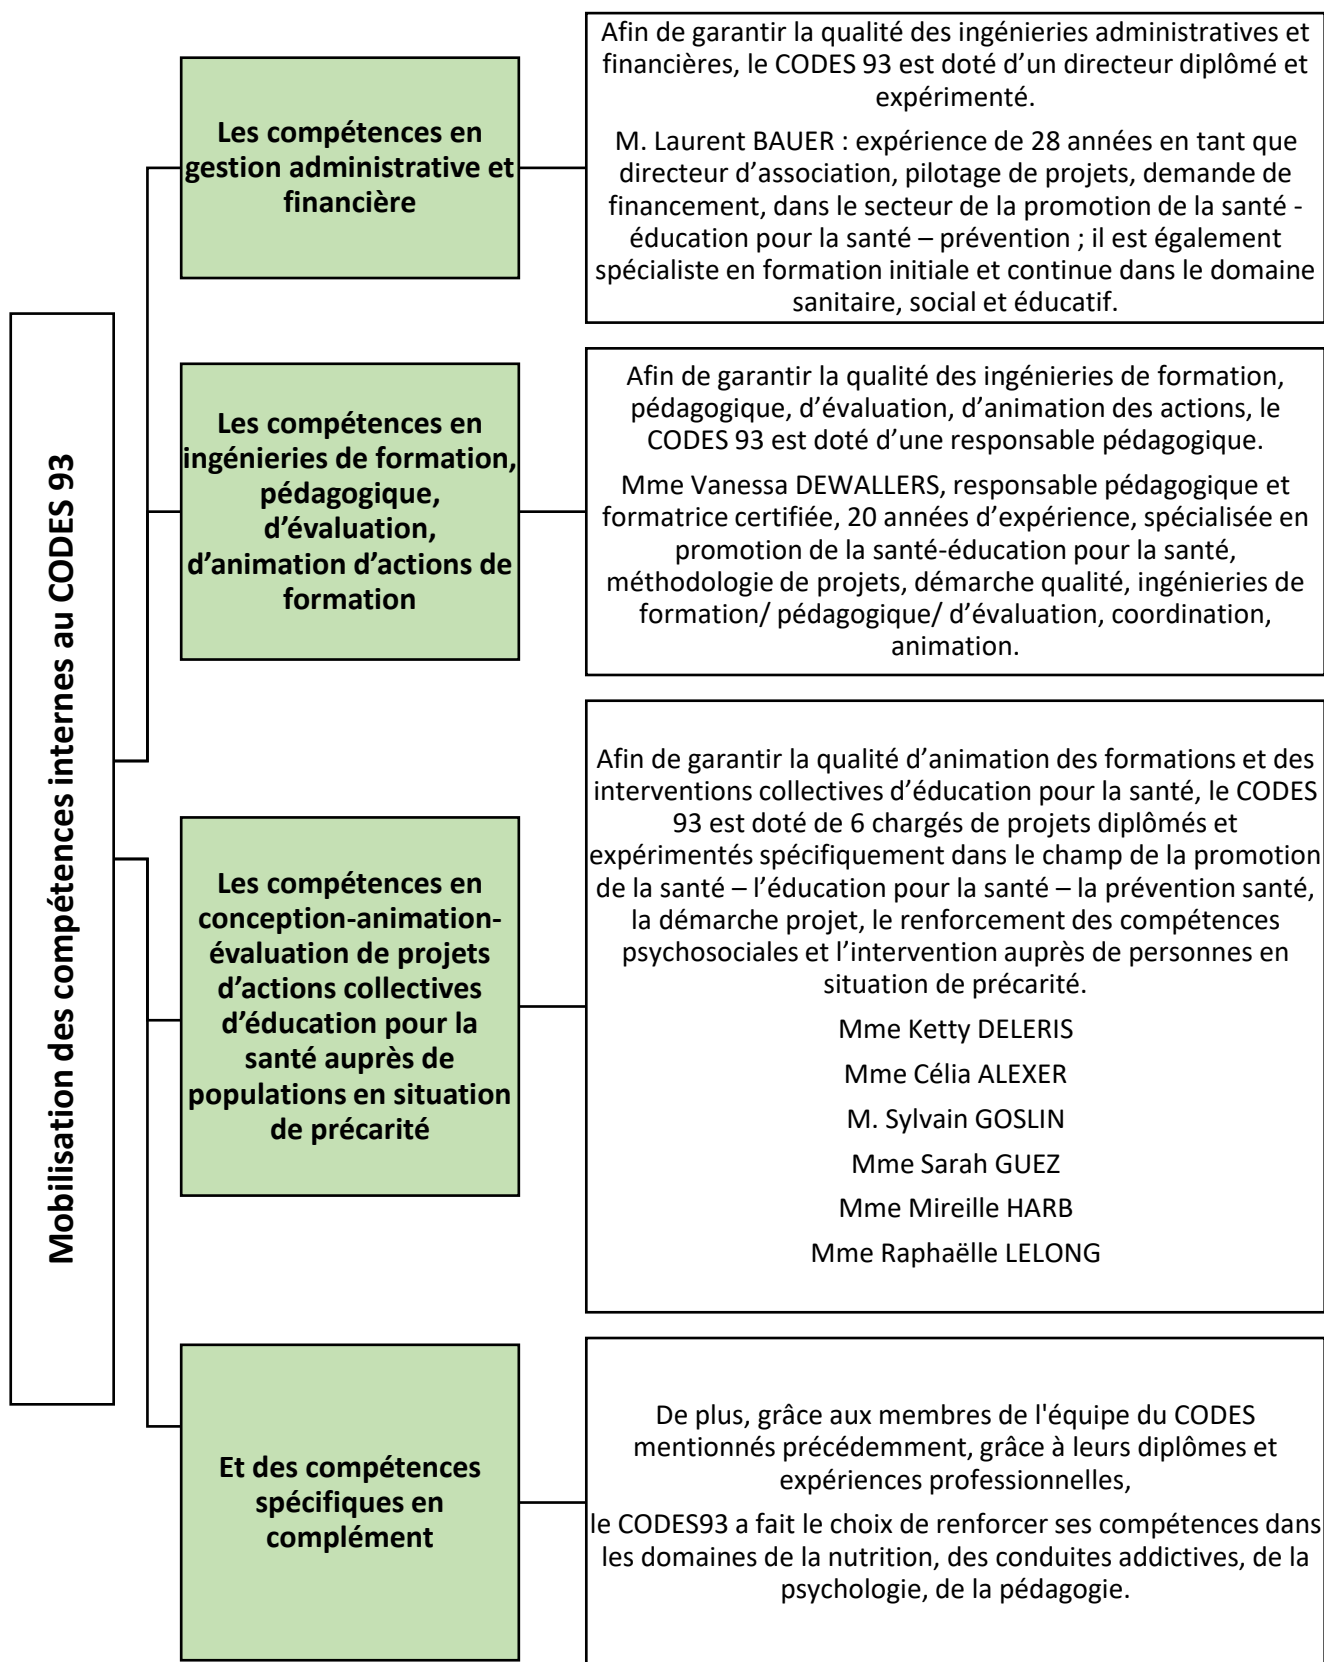 Mobilisation des compétences internes au CODES 93
Les compétences en
gestion administrative et
financière
Afin de garantir la qualité des ingénieries administratives et
financières, le CODES 93 est doté d’un directeur diplômé et
expérimenté.
M. Laurent BAUER : expérience de 28 années en tant que
directeur d’association, pilotage de projets, demande de
financement, dans le secteur de la promotion de la santé -
éducation pour la santé – prévention ; il est également
spécialiste en formation initiale et continue dans le domaine
sanitaire, social et éducatif.
Les compétences en
ingénieries de formation,
pédagogique,
d’évaluation,
d’animation d’actions de
formation
Afin de garantir la qualité des ingénieries de formation,
pédagogique, d’évaluation, d’animation des actions, le
CODES 93 est doté d’une responsable pédagogique.
Mme Vanessa DEWALLERS, responsable pédagogique et
formatrice certifiée, 20 années d’expérience, spécialisée en
promotion de la santé-éducation pour la santé,
méthodologie de projets, démarche qualité, ingénieries de
formation/ pédagogique/ d’évaluation, coordination,
animation.
Les compétences en
conception-animation-
évaluation de projets
d’actions collectives
d’éducation pour la
santé auprès de
populations en situation
de précarité
Afin de garantir la qualité d’animation des formations et des
interventions collectives d’éducation pour la santé, le CODES
93 est doté de 6 chargés de projets diplômés et
expérimentés spécifiquement dans le champ de la promotion
de la santé – l’éducation pour la santé – la prévention santé,
la démarche projet, le renforcement des compétences
psychosociales et l’intervention auprès de personnes en
situation de précarité.
Mme Ketty DELERIS
Mme Célia ALEXER
M. Sylvain GOSLIN
Mme Sarah GUEZ
Mme Mireille HARB
Mme Raphaëlle LELONG
Et des compétences
spécifiques en
complément
De plus, grâce aux membres de l'équipe du CODES
mentionnés précédemment, grâce à leurs diplômes et
expériences professionnelles,
le CODES93 a fait le choix de renforcer ses compétences dans
les domaines de la nutrition, des conduites addictives, de la
psychologie, de la pédagogie.